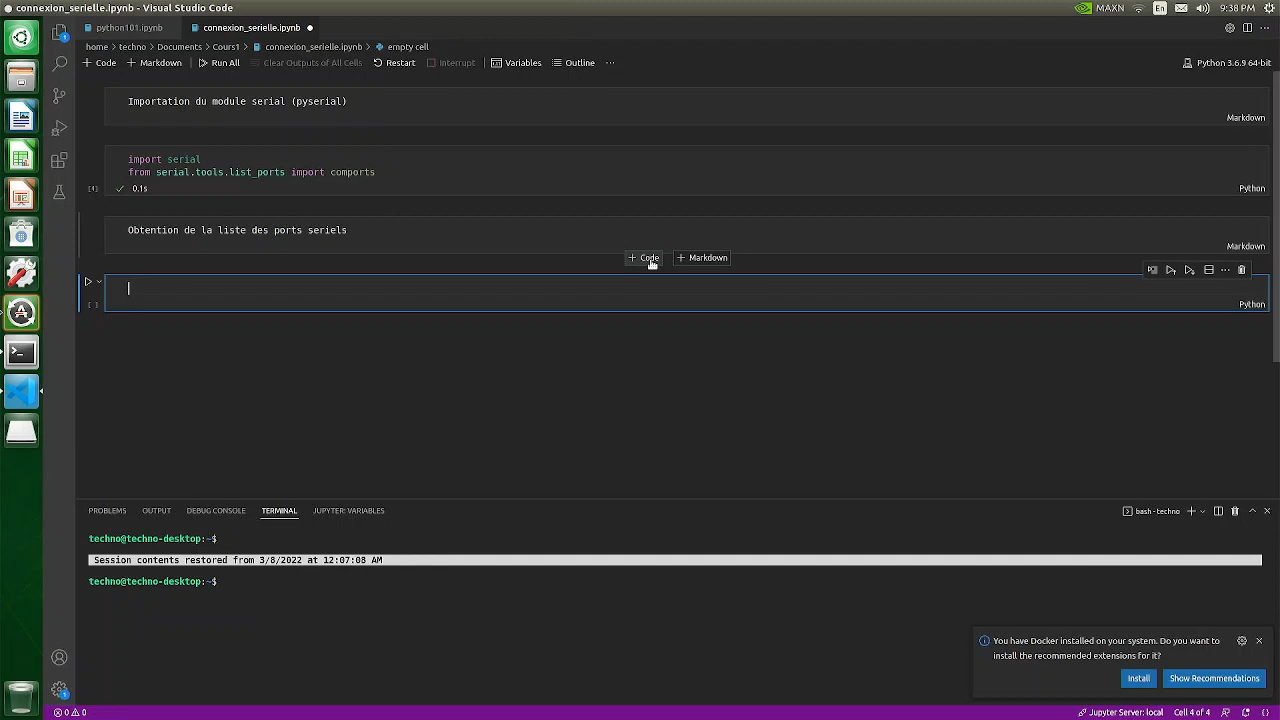 connexion_serielle.ipynb - Visual Studio Code
MAXN
En
9:38 PM
python101.ipynb
connexion_serielle.ipynb
home > techno > Documents > Cours1 > connexion_serielle.ipynb > empty cell
+ Code
+ Markdown
Run All
Clear Outputs of All Cells
Restart
Interrupt
Variables
Outline
...
Python 3.6.9 64-bit
Importation du module serial (pyserial)
Markdown
import serial
from serial.tools.list_ports import comports
[4]
0.1s
Python
Obtention de la liste des ports seriels
Markdown
+ Code
+ Markdown
[ ]
Python
PROBLEMS
OUTPUT
DEBUG CONSOLE
TERMINAL
JUPYTER: VARIABLES
bash - techno
techno@techno-desktop:~$
Session contents restored from 3/8/2022 at 12:07:08 AM
techno@techno-desktop:~$
You have Docker installed on your system. Do you want to
install the recommended extensions for it?
Install
Show Recommendations
1
1
0
0
Jupyter Server: local
Cell 4 of 4